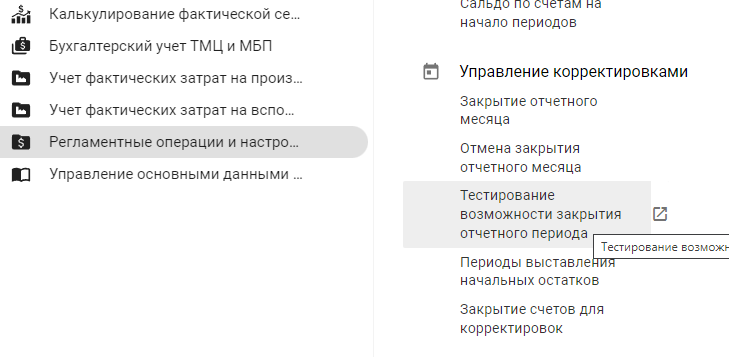 Калькулирование фактической се...
Бухгалтерский учет ТМЦ и МБП
Учет фактических затрат на произ...
Учет фактических затрат на вспо...
Регламентные операции и настро...
Управление основными данными ...
Сальдо по счетам на
начало периодов
Управление корректировками
Закрытие отчетного
месяца
Отмена закрытия
отчетного месяца
Тестирование
возможности закрытия
отчетного периода
Тестирование возможн
Периоды выставления
начальных остатков
Закрытие счетов для
корректировок